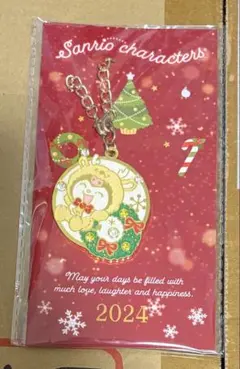 Sanrio characters
May your days be filled with
much love, laughter and happiness.
2024